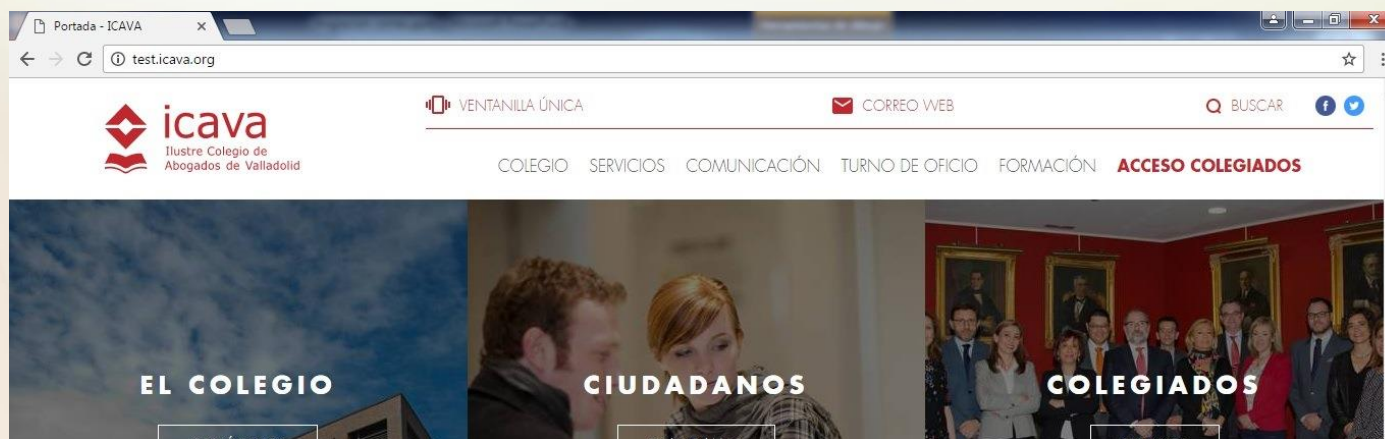 Portada - ICAVA
test.icava.org
VENTANILLA ÚNICA
CORREO WEB
BUSCAR
icava
Ilustre Colegio de
Abogados de Valladolid
COLEGIO SERVICIOS COMUNICACIÓN TURNO DE OFICIO FORMACIÓN ACCESO COLEGIADOS
EL COLEGIO
CIUDADANOS
COLEGIADOS